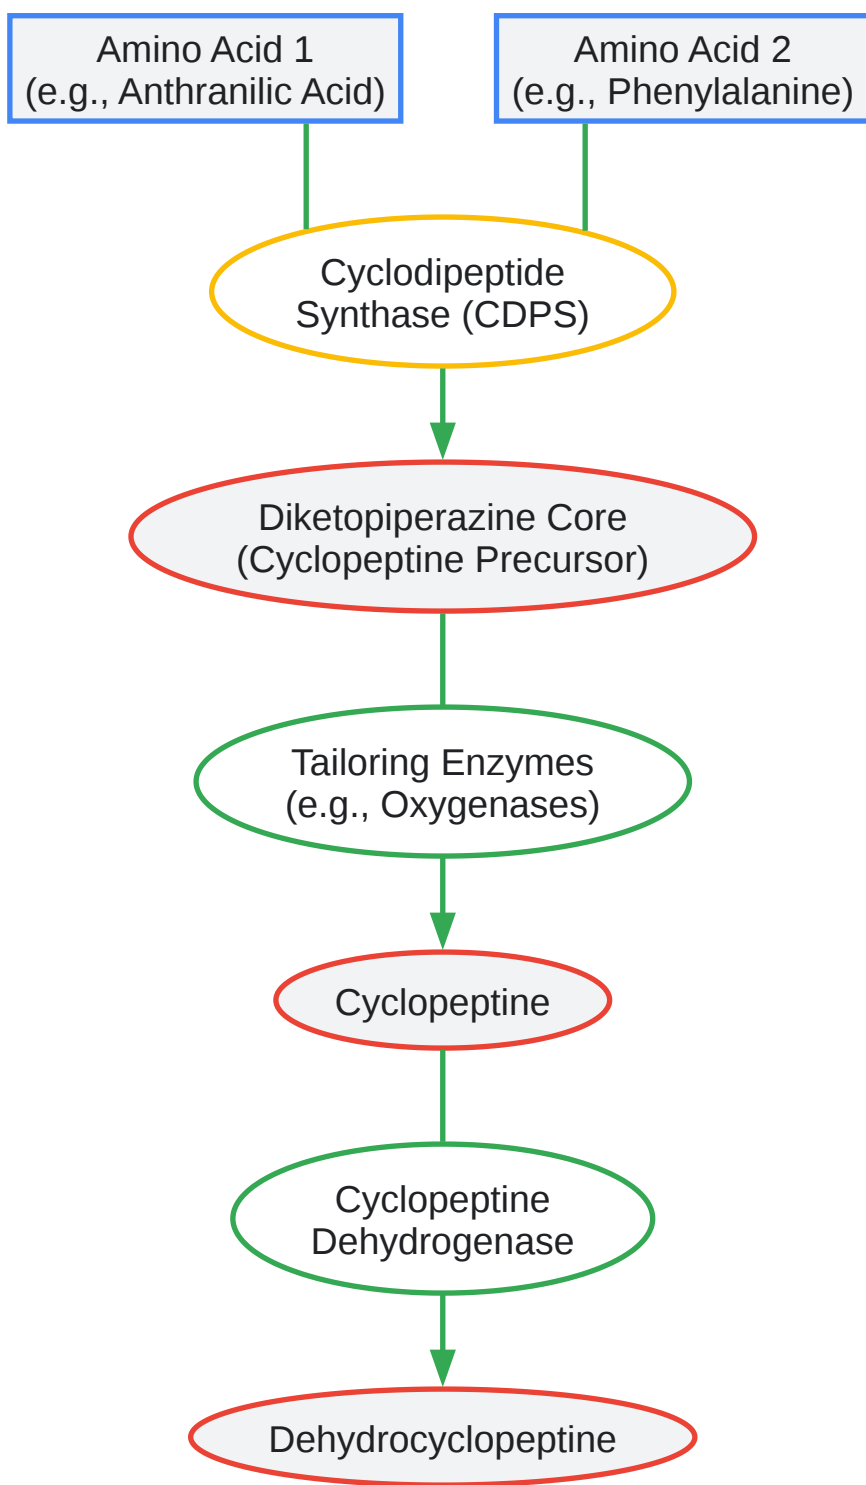 Amino Acid 1
(e.g., Anthranilic Acid)
Amino Acid 2
(e.g., Phenylalanine)
Cyclodipeptide
Synthase (CDPS)
Diketopiperazine Core
(Cyclopeptine Precursor)
Tailoring Enzymes
(e.g., Oxygenases)
Cyclopeptine
Cyclopeptine
Dehydrogenase
Dehydrocyclopeptine